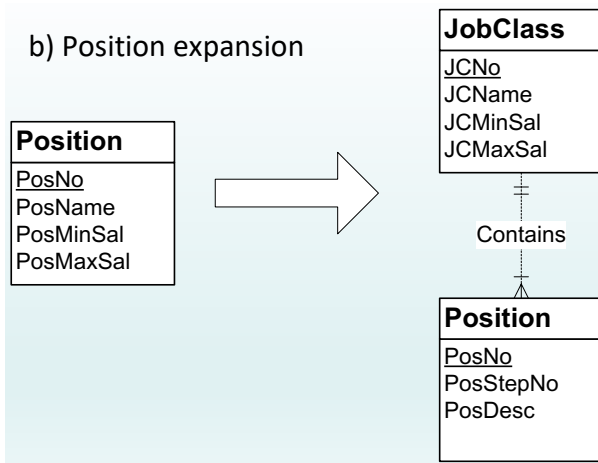 b) Position expansion
Position
PosNo
PosName
PosMinSal
PosMaxSal
JobClass
JCNo
JCName
JCMinSal
JCMaxSal
Contains
Position
PosNo
PosStepNo
PosDesc